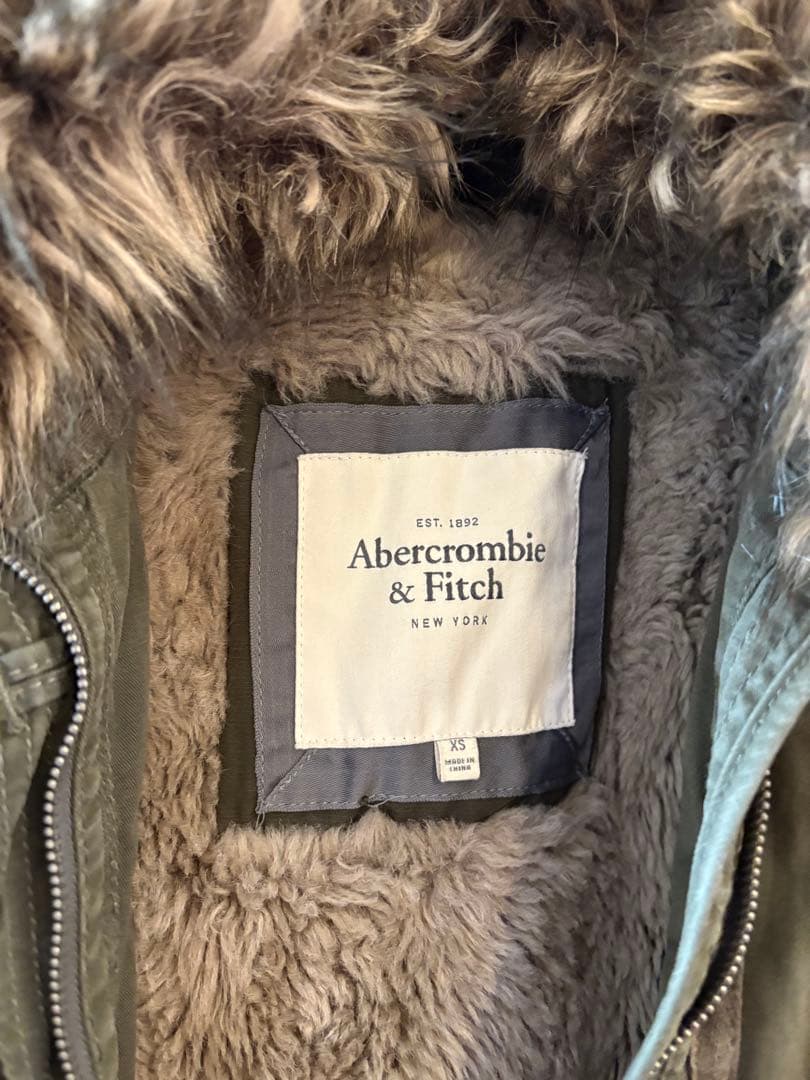 EST. 1892
Abercrombie
& Fitch
NEW YORK
XS
MADE IN
CHINA